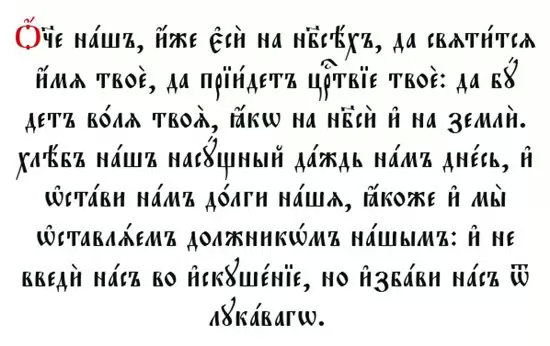 Ѻ҆́ч҃е на́шъ, и҆́же є҆сѝ на нб҃сѣ́хъ, да свѧти́тсѧ
и҆́мѧ твоѐ, да прїи́детъ црⷭ҇твїе твоѐ: да бꙋ́
детъ во́лѧ твоѧ̀, ꙗ҆́кѡ на нб҃сѝ и҆ на землѝ.
хлѣ́бъ на́шъ насꙋ́щный да́ждь на́мъ дне́сь, и҆
ѡ҆ста́ви на́мъ до́лги на́шѧ, ꙗ҆́коже и҆ мы̀
ѡ҆ставлѧ́емъ должникѡ́мъ на́шымъ: и҆ не
введѝ на́съ во и҆скꙋше́нїе, но и҆зба́ви на́съ ѿ
лꙋка́вагѡ.